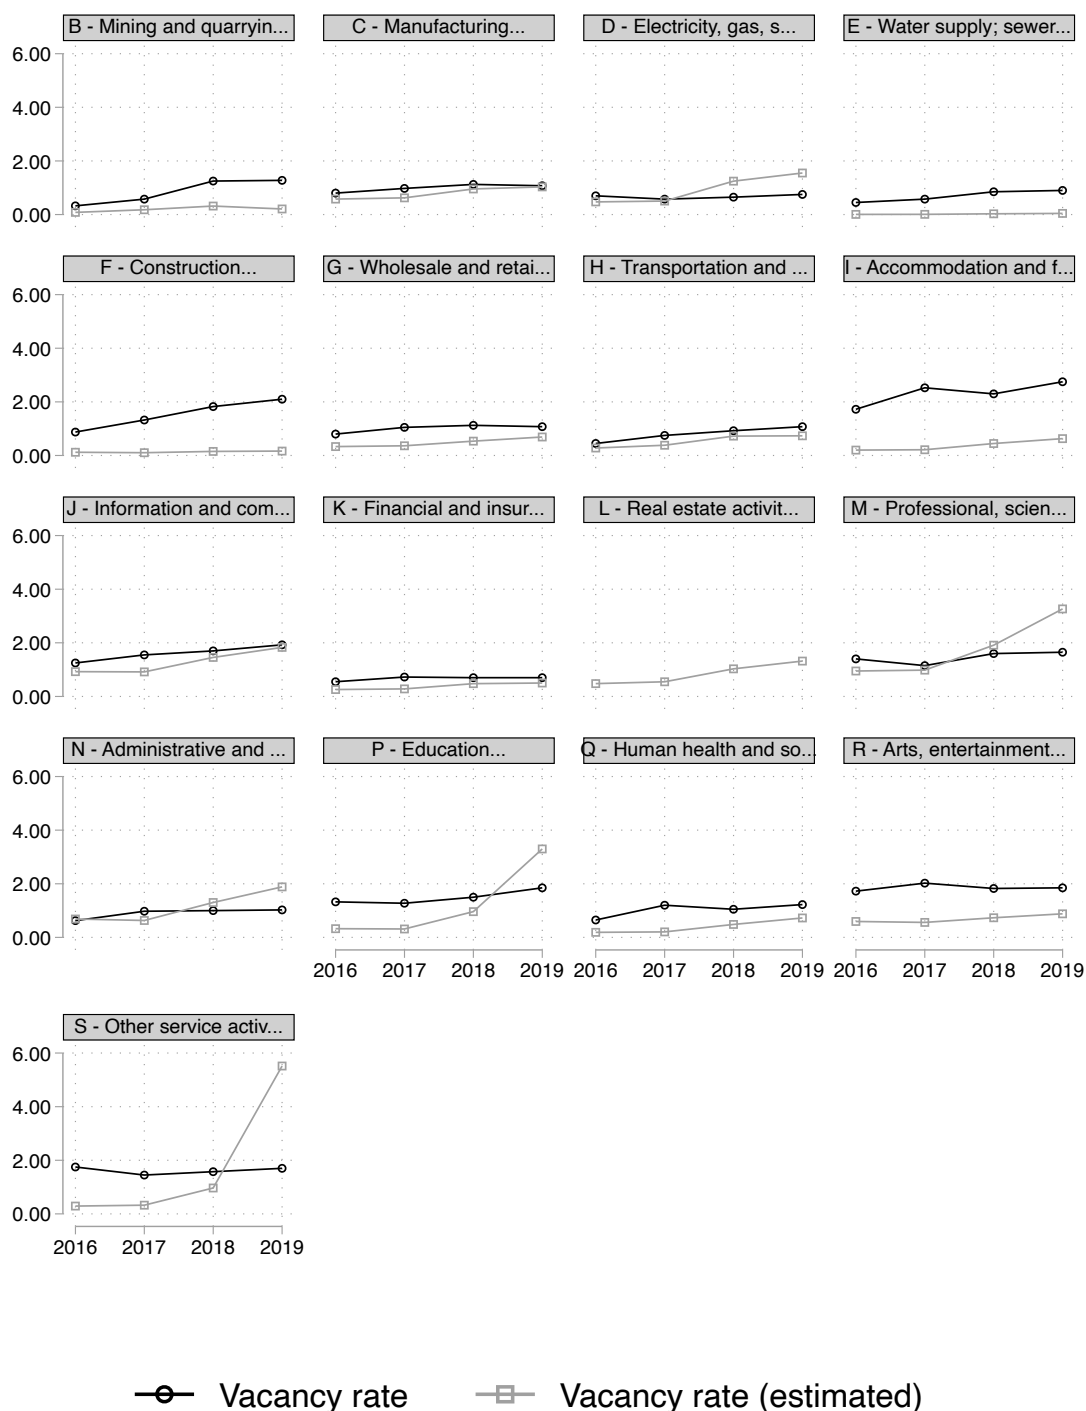 B - Mining and quarryin... C - Manufacturing... D - Electricity, gas, s... E - Water supply; sewer...
6.00
4.00
2.00
0.00
F - Construction... G - Wholesale and retai... H - Transportation and ... I - Accommodation and f...
6.00
4.00
2.00
0.00
J - Information and com... K - Financial and insur... L - Real estate activit... M - Professional, scien...
6.00
4.00
2.00
0.00
N - Administrative and ... P - Education... Q - Human health and so... R - Arts, entertainment...
6.00
4.00
2.00
0.00
2016 2017 2018 2019 2016 2017 2018 2019 2016 2017 2018 2019
S - Other service activ...
6.00
4.00
2.00
0.00
2016 2017 2018 2019
Vacancy rate Vacancy rate (estimated)